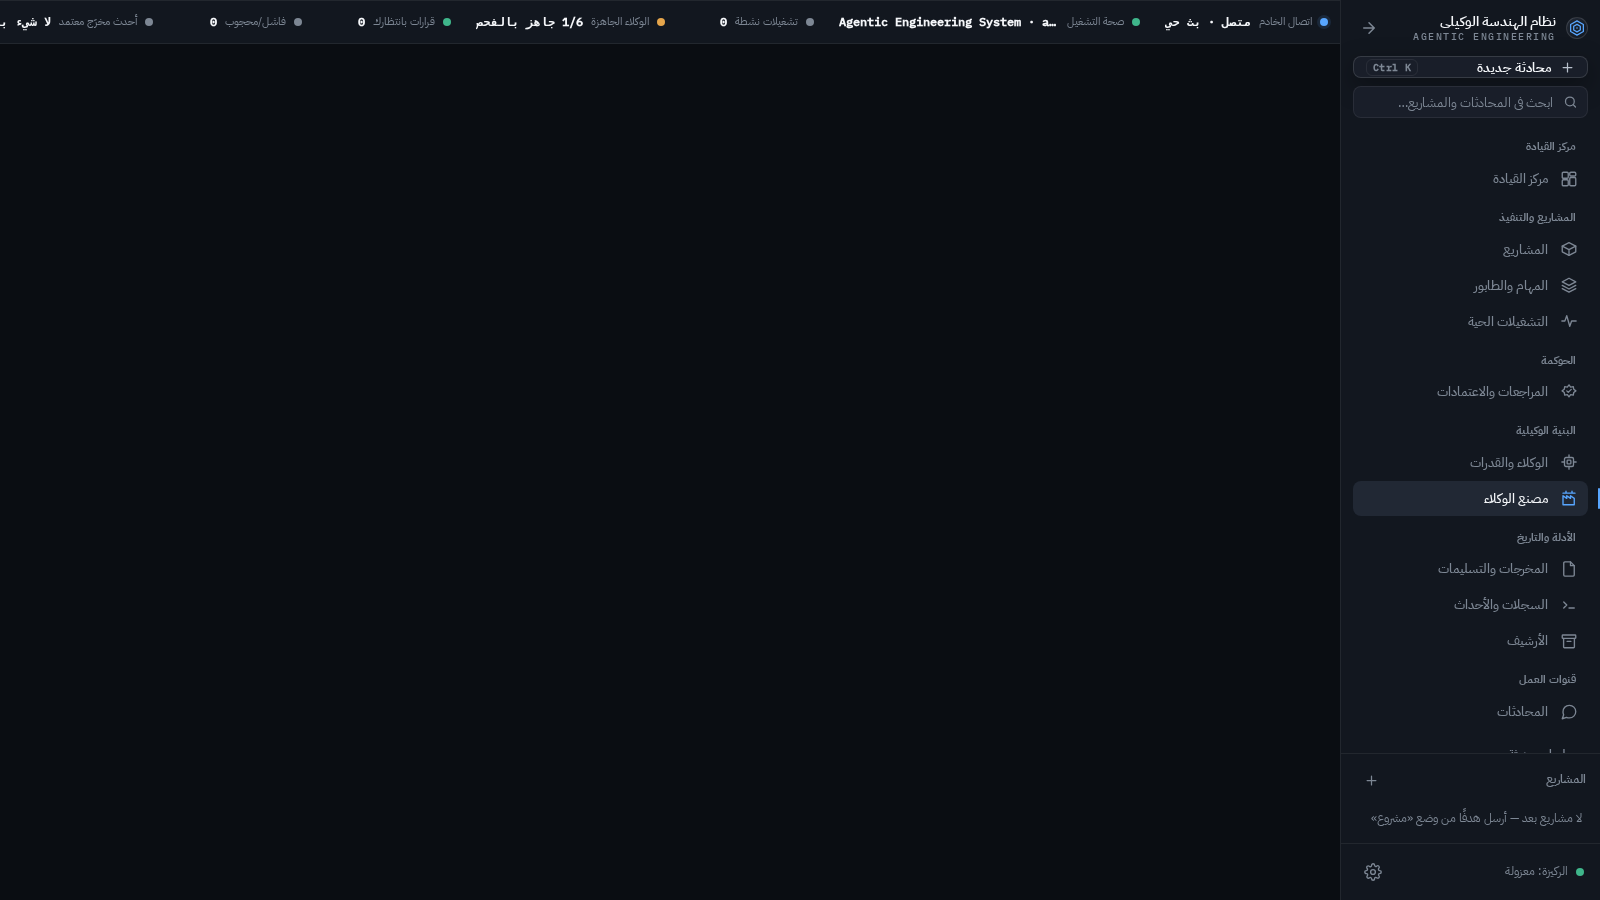 نظام الهندسة الوكيلي
AGENTIC ENGINEERING
محادثة جديدة
Ctrl K
ابحث في المحادثات والمشاريع...
مركز القيادة
مركز القيادة
المشاريع والتنفيذ
المشاريع
المهام والطابور
التشغيلات الحية
الحوكمة
المراجعات والاعتمادات
البنية الوكيلية
الوكلاء والقدرات
مصنع الوكلاء
الأدلة والتاريخ
المخرجات والتسليمات
السجلات والأحداث
الأرشيف
قنوات العمل
المحادثات
المشاريع
لا مشاريع بعد — أرسل هدفًا من وضع «مشروع»
الركيزة: معزولة
اتصال الخادم متصل · بث حي
صحة التشغيل Agentic Engineering System · a…
تشغيلات نشطة 0
الوكلاء الجاهزة 1/6 جاهز بالفحص
قرارات بانتظارك 0
فاشل/محجوب 0
أحدث مخرَج معتمد لا شيء